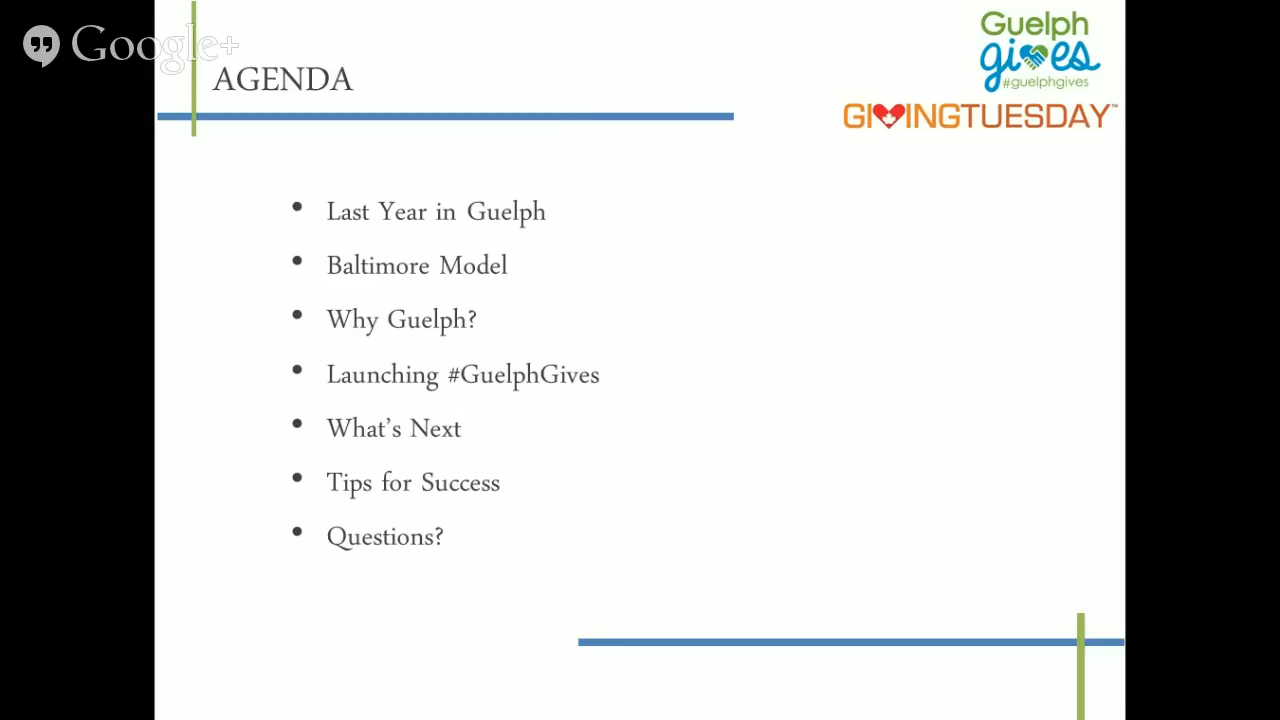 Google+
AGENDA
Guelph
gives
#guelphgives
GIVINGTUESDAY™
• Last Year in Guelph
• Baltimore Model
• Why Guelph?
• Launching #GuelphGives
• What's Next
• Tips for Success
• Questions?